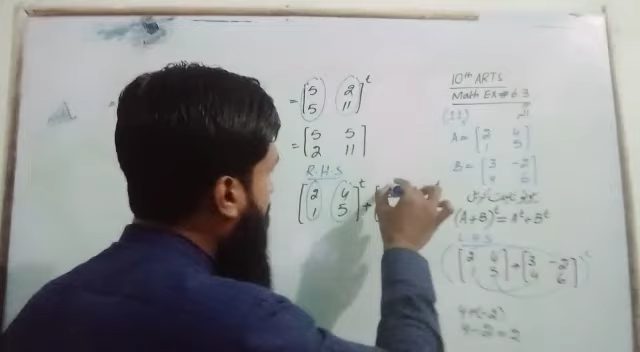 = [5 2
5 11]ᵗ
= [5 5
2 11]
R.H.S
[2 4
1 5]ᵗ + [
10th ARTS
Math EX # 6.3
(11)
A = [2 4
1 5]
B = [3 -2
4 6]
(A+B)ᵗ = Aᵗ + Bᵗ
L.H.S
([2 4
1 5] + [3 -2
4 6])ᵗ
4+(-2)
4-2=2